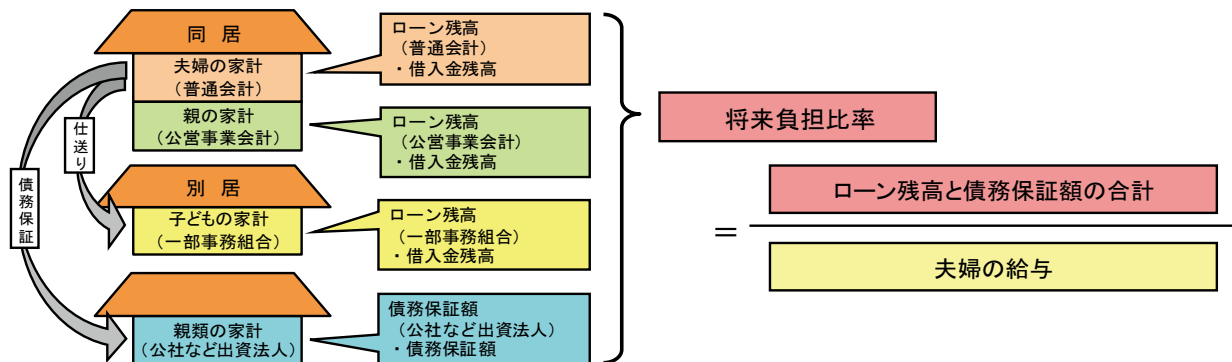 同 居
夫婦の家計
（普通会計）
親の家計
（公営事業会計）
仕送り
債務保証
別 居
子どもの家計
（一部事務組合）
親類の家計
（公社など出資法人）
ローン残高
（普通会計）
・借入金残高
ローン残高
（公営事業会計）
・借入金残高
ローン残高
（一部事務組合）
・借入金残高
債務保証額
（公社など出資法人）
・債務保証額
将来負担比率
＝
ローン残高と債務保証額の合計
夫婦の給与